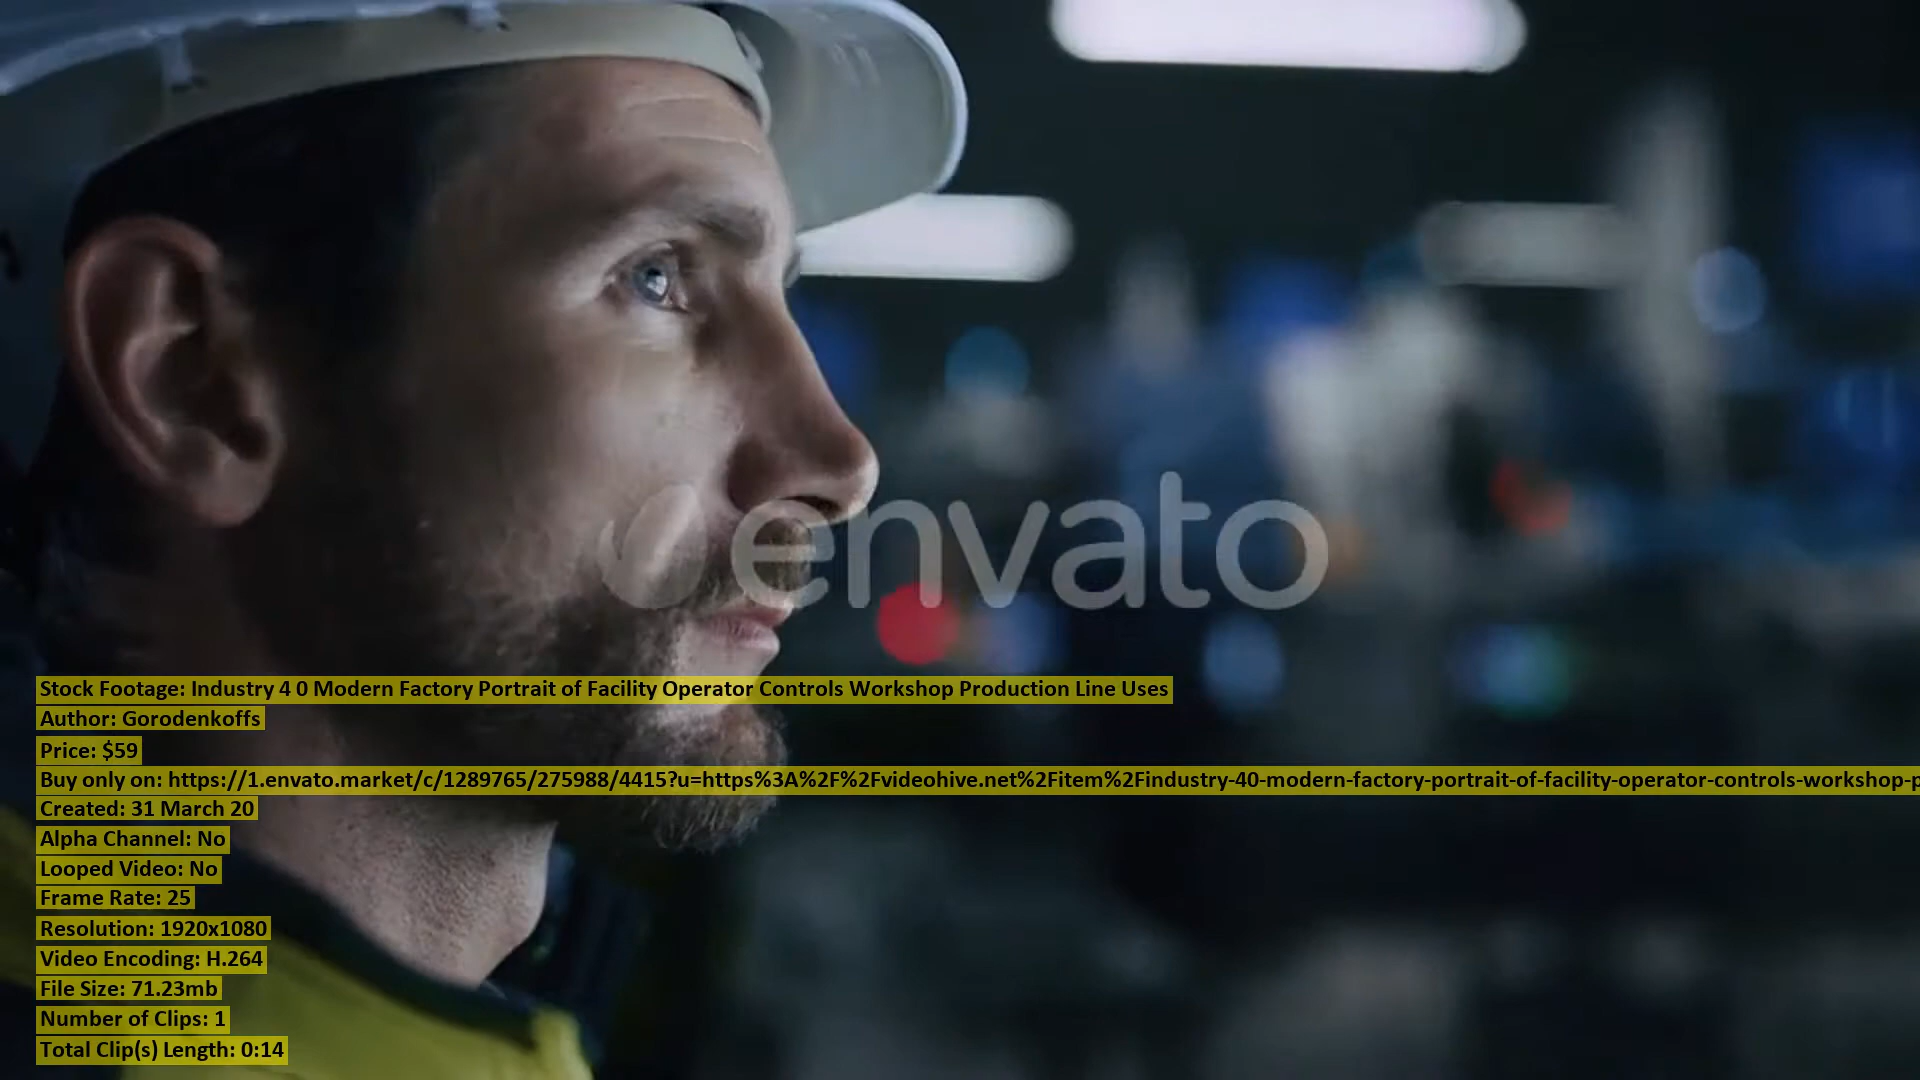 envato
Stock Footage: Industry 4 0 Modern Factory Portrait of Facility Operator Controls Workshop Production Line Uses
Author: Gorodenkoffs
Price: $59
Buy only on: https://1.envato.market/c/1289765/275988/4415?u=https%3A%2F%2Fvideohive.net%2Fitem%2Findustry-40-modern-factory-portrait-of-facility-operator-controls-workshop-p
Created: 31 March 20
Alpha Channel: No
Looped Video: No
Frame Rate: 25
Resolution: 1920x1080
Video Encoding: H.264
File Size: 71.23mb
Number of Clips: 1
Total Clip(s) Length: 0:14